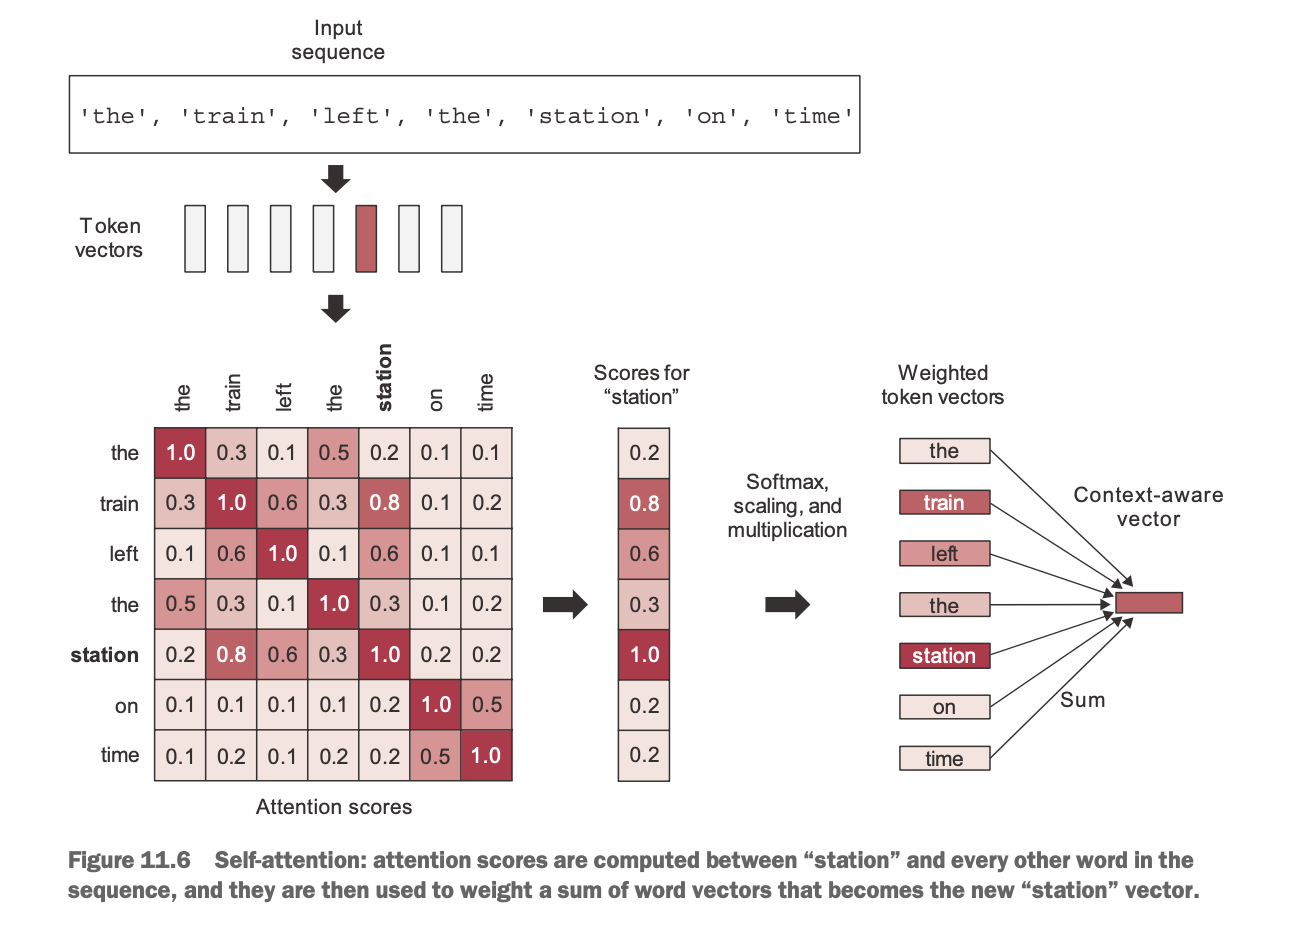 Input
sequence
'the', 'train', 'left', 'the', 'station', 'on', 'time'
Token
vectors
the train left the station on time
the 1.0 0.3 0.1 0.5 0.2 0.1 0.1
train 0.3 1.0 0.6 0.3 0.8 0.1 0.2
left 0.1 0.6 1.0 0.1 0.6 0.1 0.1
the 0.5 0.3 0.1 1.0 0.3 0.1 0.2
station 0.2 0.8 0.6 0.3 1.0 0.2 0.2
on 0.1 0.1 0.1 0.1 0.2 1.0 0.5
time 0.1 0.2 0.1 0.2 0.2 0.5 1.0
Attention scores
Scores for
“station”
0.2
0.8
0.6
0.3
1.0
0.2
0.2
Softmax,
scaling, and
multiplication
Weighted
token vectors
the
train
left
the
station
on
time
Context-aware
vector
Sum
Figure 11.6 Self-attention: attention scores are computed between “station” and every other word in the
sequence, and they are then used to weight a sum of word vectors that becomes the new “station” vector.